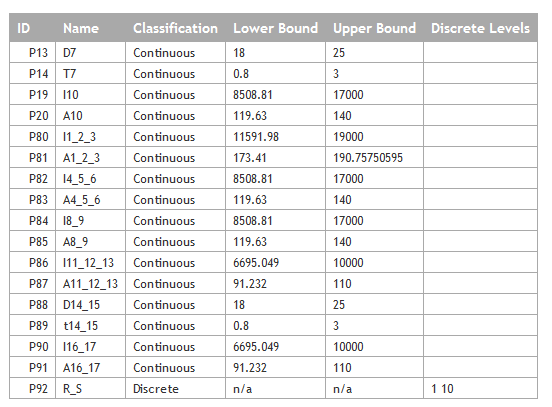 ID Name Classification Lower Bound Upper Bound Discrete Levels
P13 D7 Continuous 18 25
P14 T7 Continuous 0.8 3
P19 I10 Continuous 8508.81 17000
P20 A10 Continuous 119.63 140
P80 I1_2_3 Continuous 11591.98 19000
P81 A1_2_3 Continuous 173.41 190.75750595
P82 I4_5_6 Continuous 8508.81 17000
P83 A4_5_6 Continuous 119.63 140
P84 I8_9 Continuous 8508.81 17000
P85 A8_9 Continuous 119.63 140
P86 I11_12_13 Continuous 6695.049 10000
P87 A11_12_13 Continuous 91.232 110
P88 D14_15 Continuous 18 25
P89 t14_15 Continuous 0.8 3
P90 I16_17 Continuous 6695.049 10000
P91 A16_17 Continuous 91.232 110
P92 R_S Discrete n/a n/a 1 10